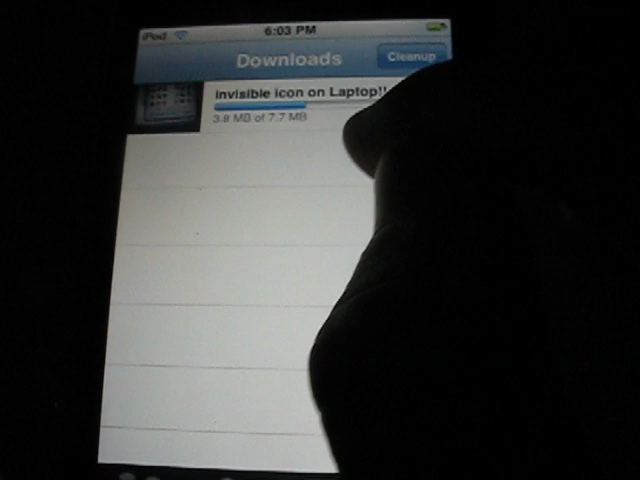 iPod 6:03 PM
Downloads Cleanup
invisible icon on Laptop!!
3.8 MB of 7.7 MB